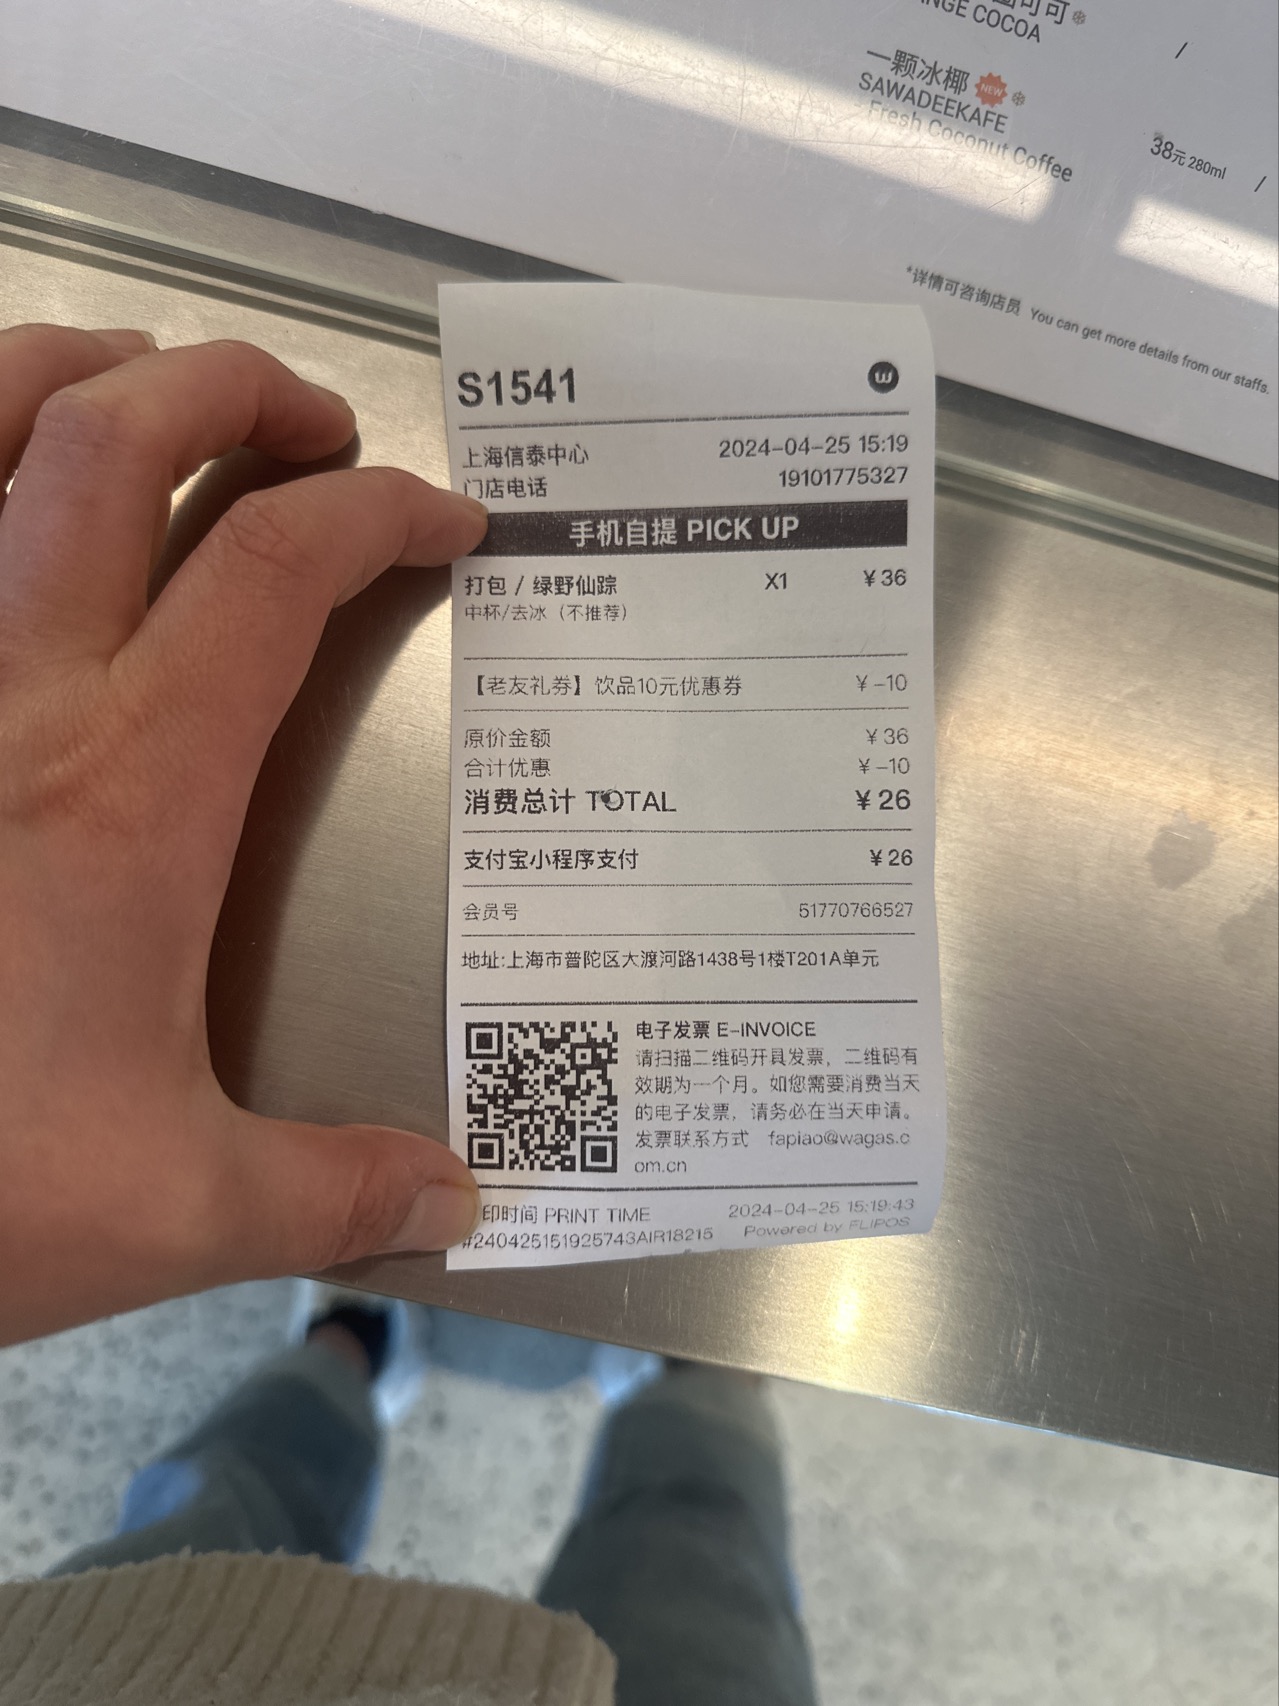 NGE COCOA
/
一颗冰椰 NEW
SAWADEEKAFE
Fresh Coconut Coffee
38元 280ml /
*详情可咨询店员 You can get more details from our staffs.
S1541
W
上海信泰中心 2024-04-25 15:19
门店电话 19101775327
手机自提 PICK UP
打包 / 绿野仙踪 X1 ¥36
中杯/去冰（不推荐）
【老友礼券】饮品10元优惠券 ¥-10
原价金额 ¥36
合计优惠 ¥-10
消费总计 TOTAL ¥26
支付宝小程序支付 ¥26
会员号 51770766527
地址:上海市普陀区大渡河路1438号1楼T201A单元
电子发票 E-INVOICE
请扫描二维码开具发票，二维码有
效期为一个月。如您需要消费当天
的电子发票，请务必在当天申请。
发票联系方式 fapiao@wagas.c
om.cn
印时间 PRINT TIME 2024-04-25 15:19:43
#240425151925743AIR18215 Powered by FLIPOS